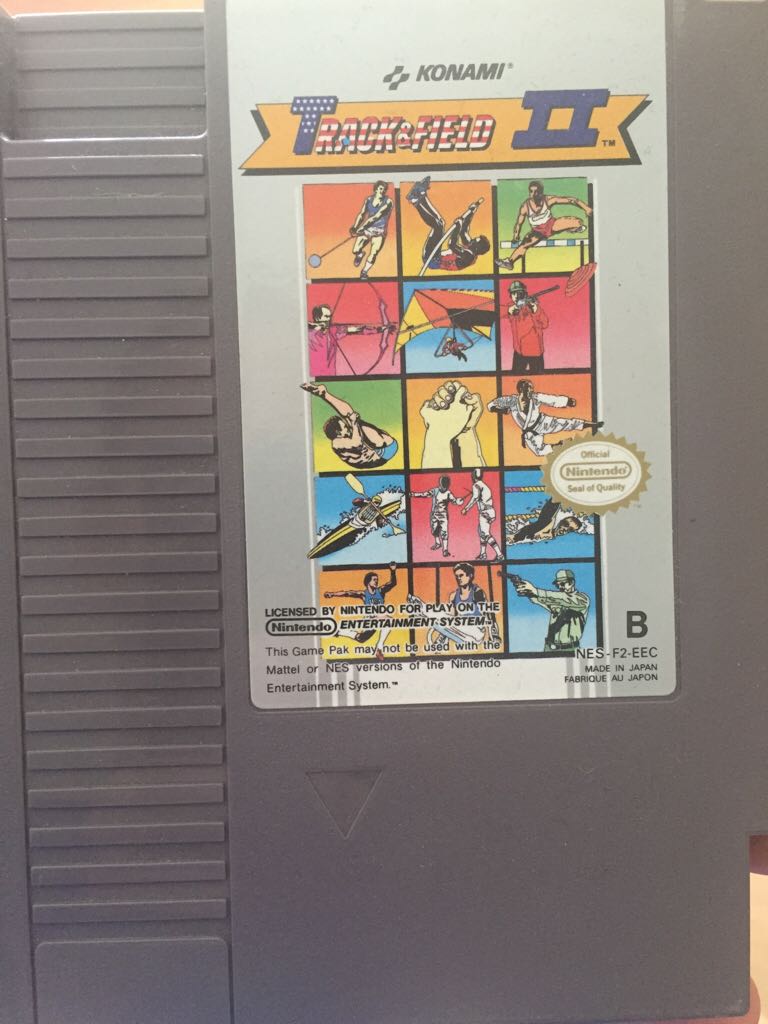 KONAMI®
TRACK & FIELD II™
Official
Nintendo®
Seal of Quality
LICENSED BY NINTENDO FOR PLAY ON THE
Nintendo® ENTERTAINMENT SYSTEM™
This Game Pak may not be used with the
Mattel or NES versions of the Nintendo
Entertainment System.™
B
NES-F2-EEC
MADE IN JAPAN
FABRIQUE AU JAPON